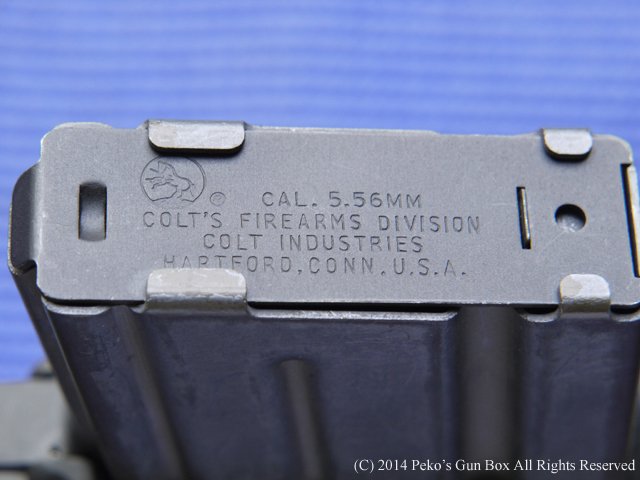 ® CAL. 5.56MM
COLT'S FIREARMS DIVISION
COLT INDUSTRIES
HARTFORD, CONN. U.S.A.
(C) 2014 Peko's Gun Box All Rights Reserved